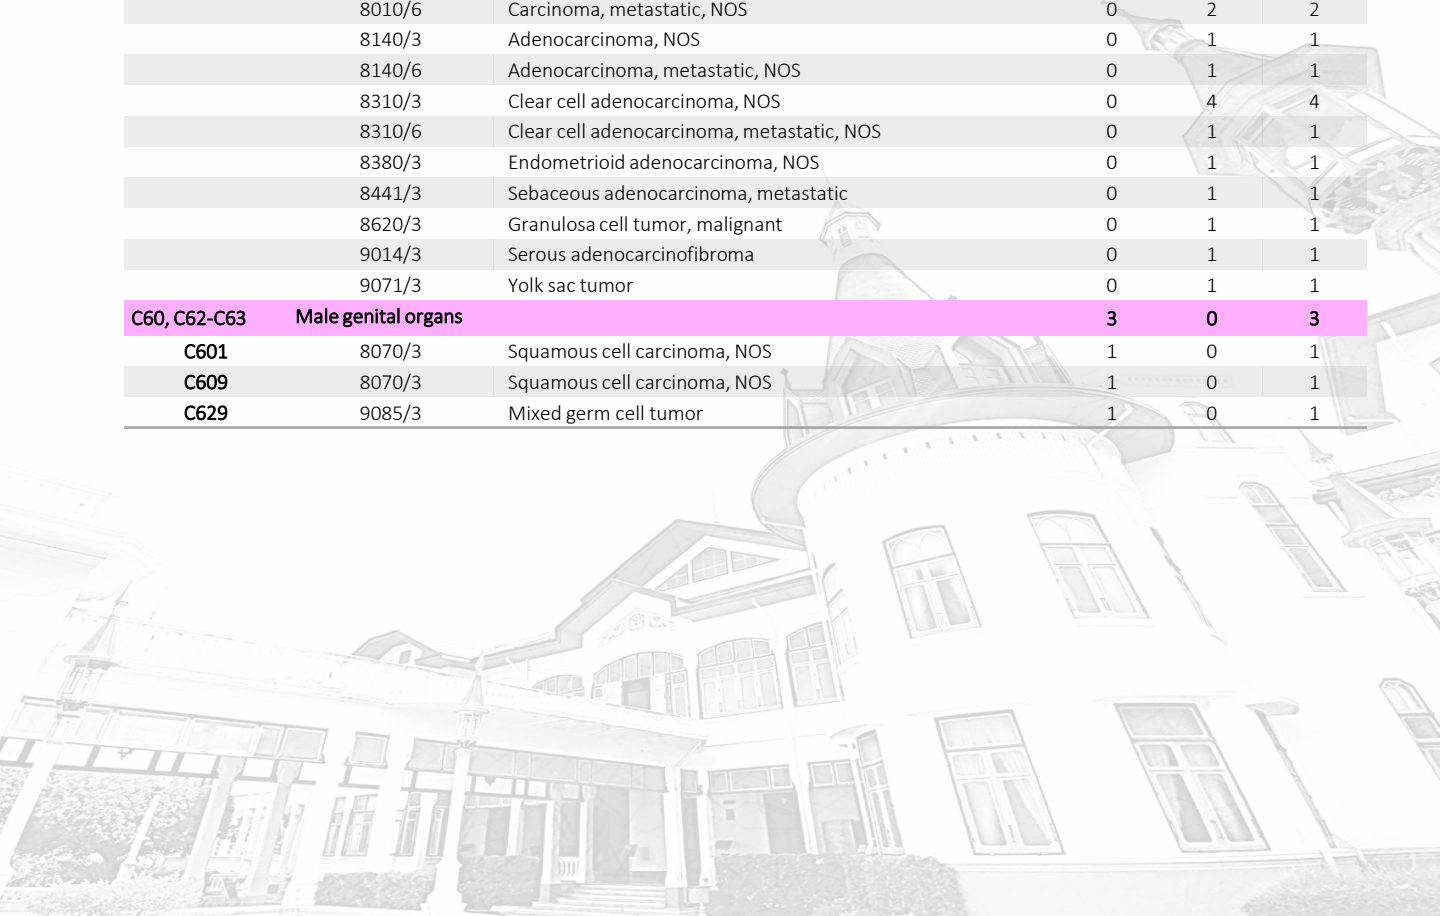 8010/6 Carcinoma, metastatic, NOS 0 2 2
8140/3 Adenocarcinoma, NOS 0 1 1
8140/6 Adenocarcinoma, metastatic, NOS 0 1 1
8310/3 Clear cell adenocarcinoma, NOS 0 4 4
8310/6 Clear cell adenocarcinoma, metastatic, NOS 0 1 1
8380/3 Endometrioid adenocarcinoma, NOS 0 1 1
8441/3 Sebaceous adenocarcinoma, metastatic 0 1 1
8620/3 Granulosa cell tumor, malignant 0 1 1
9014/3 Serous adenocarcinofibroma 0 1 1
9071/3 Yolk sac tumor 0 1 1
C60, C62-C63 Male genital organs 3 0 3
C601 8070/3 Squamous cell carcinoma, NOS 1 0 1
C609 8070/3 Squamous cell carcinoma, NOS 1 0 1
C629 9085/3 Mixed germ cell tumor 1 0 1